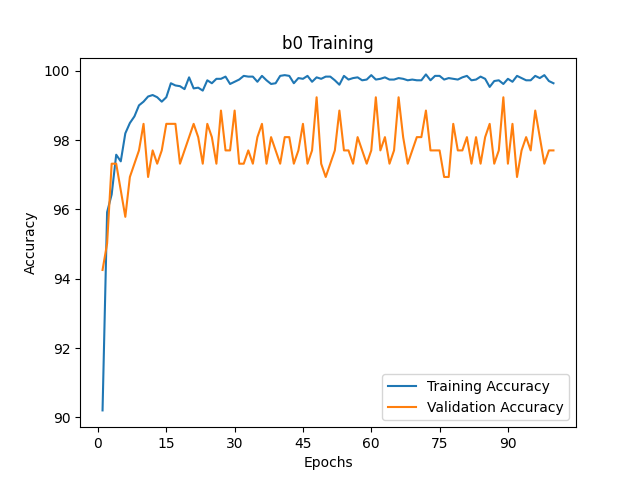 b0 Training
100
98
96
94
92
90
Accuracy
0 15 30 45 60 75 90
Epochs
Training Accuracy
Validation Accuracy